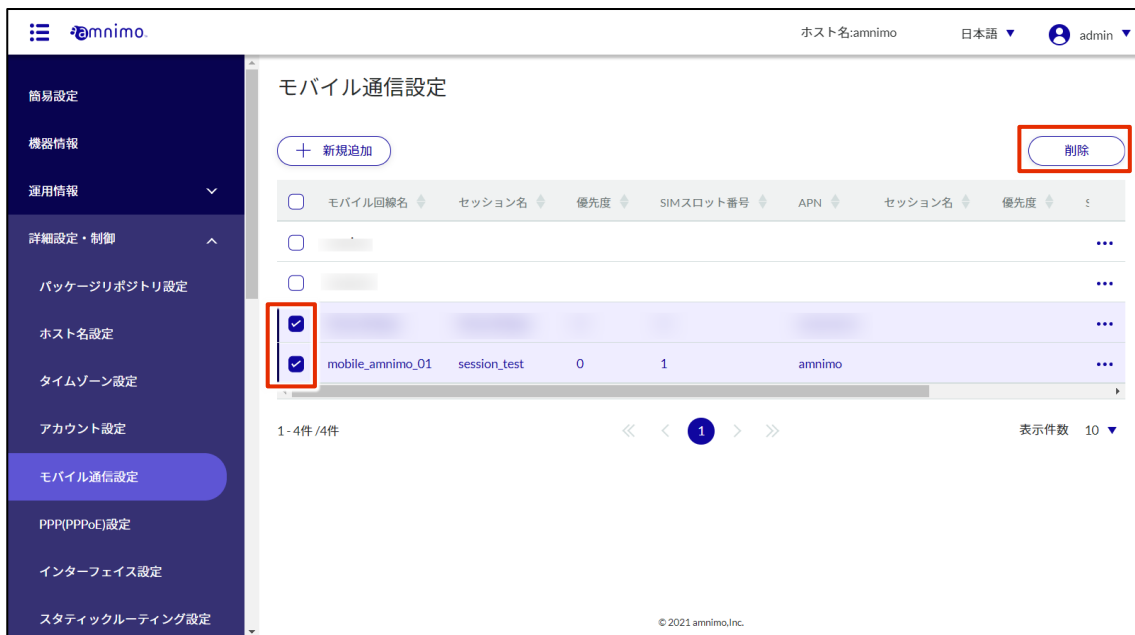 amnimo.
ホスト名:amnimo 日本語 ▼ admin ▼
簡易設定
機器情報
運用情報
詳細設定・制御
パッケージリポジトリ設定
ホスト名設定
タイムゾーン設定
アカウント設定
モバイル通信設定
PPP(PPPoE)設定
インターフェイス設定
スタティックルーティング設定
モバイル通信設定
+ 新規追加 削除
モバイル回線名 セッション名 優先度 SIMスロット番号 APN セッション名 優先度 S
mobile_amnimo_01 session_test 0 1 amnimo
1 - 4件 /4件 1 表示件数 10 ▼
© 2021 amnimo,Inc.